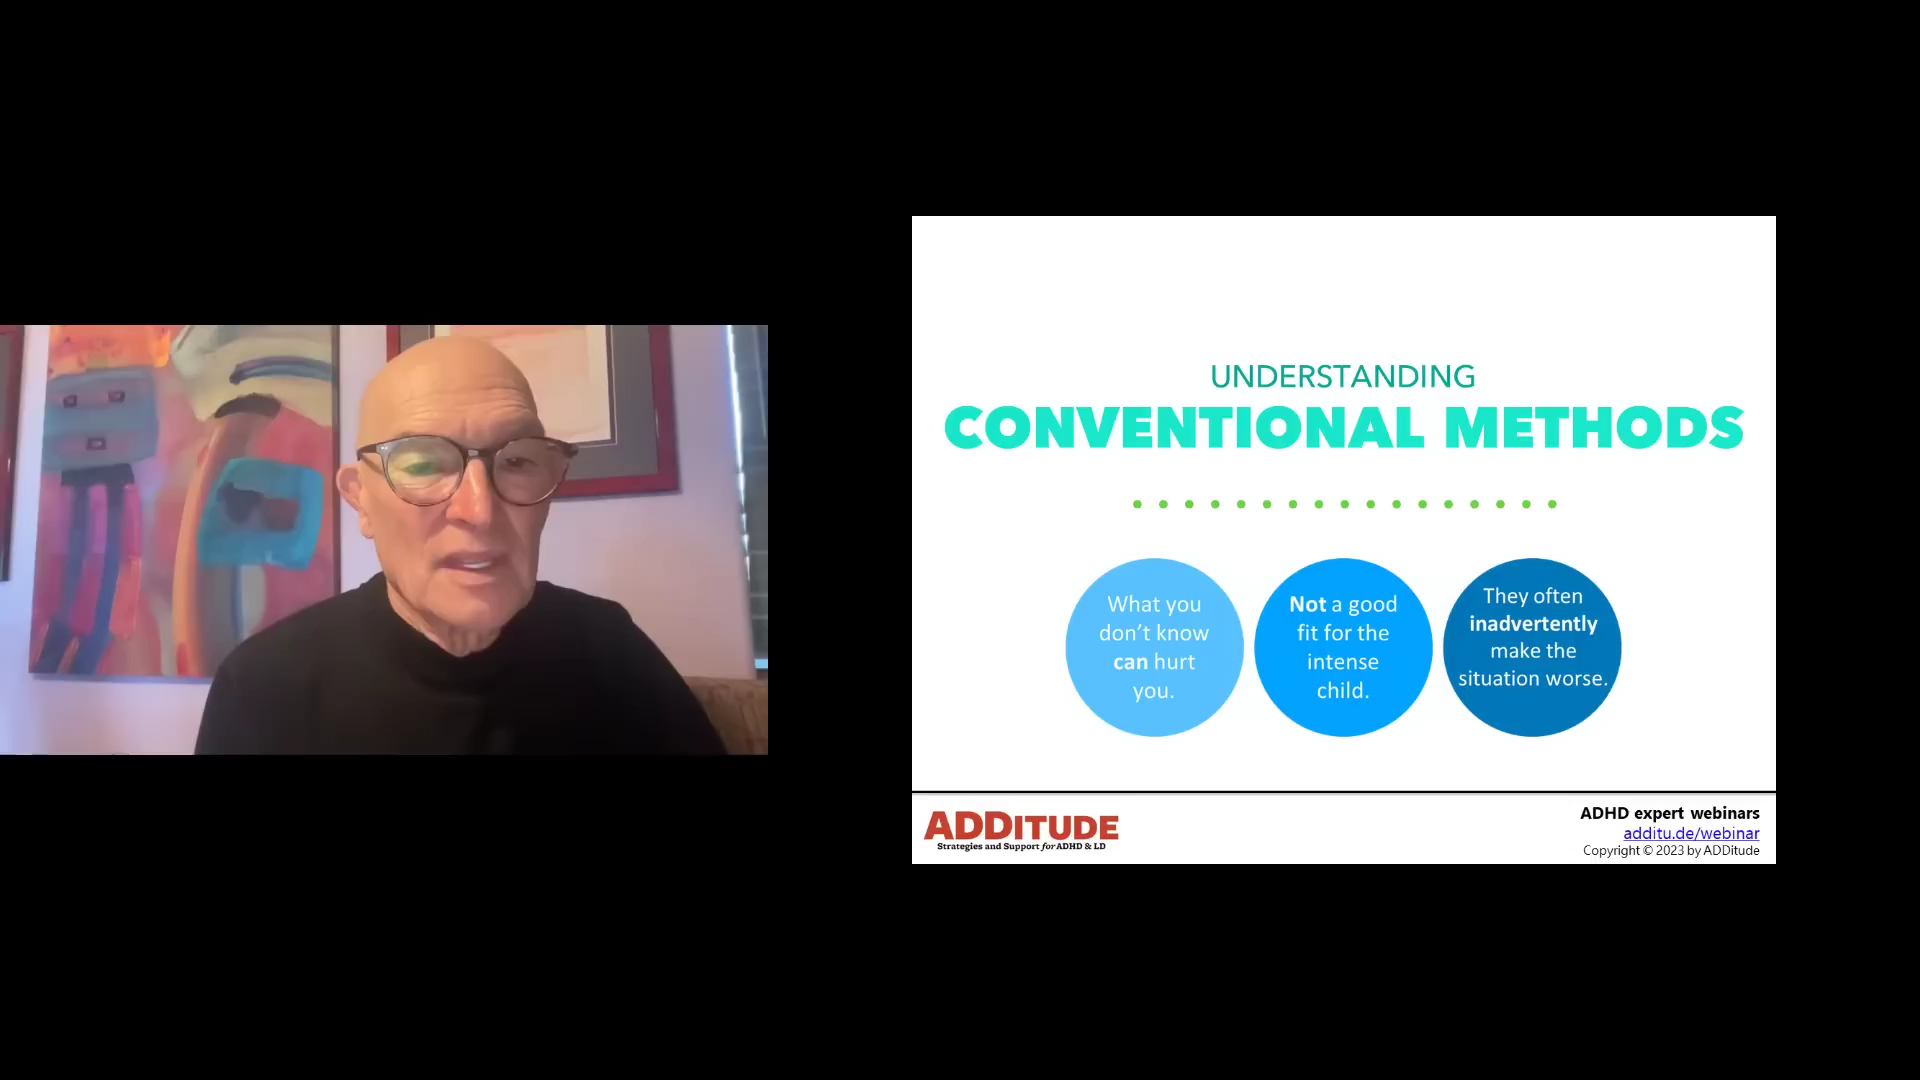 UNDERSTANDING
CONVENTIONAL METHODS
What you
don’t know
can hurt
you.
Not a good
fit for the
intense
child.
They often
inadvertently
make the
situation worse.
ADDITUDE
Strategies and Support for ADHD & LD
ADHD expert webinars
additu.de/webinar
Copyright © 2023 by ADDitude